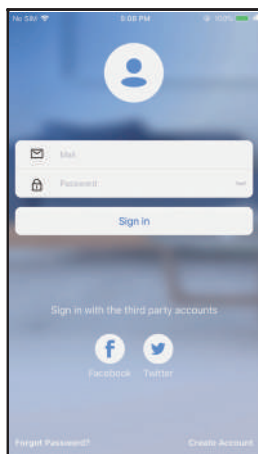 No SIM 5:06 PM 100%
Mail
Password
Sign in
Sign in with the third party accounts
Facebook Twitter
Forgot Password? Create Account